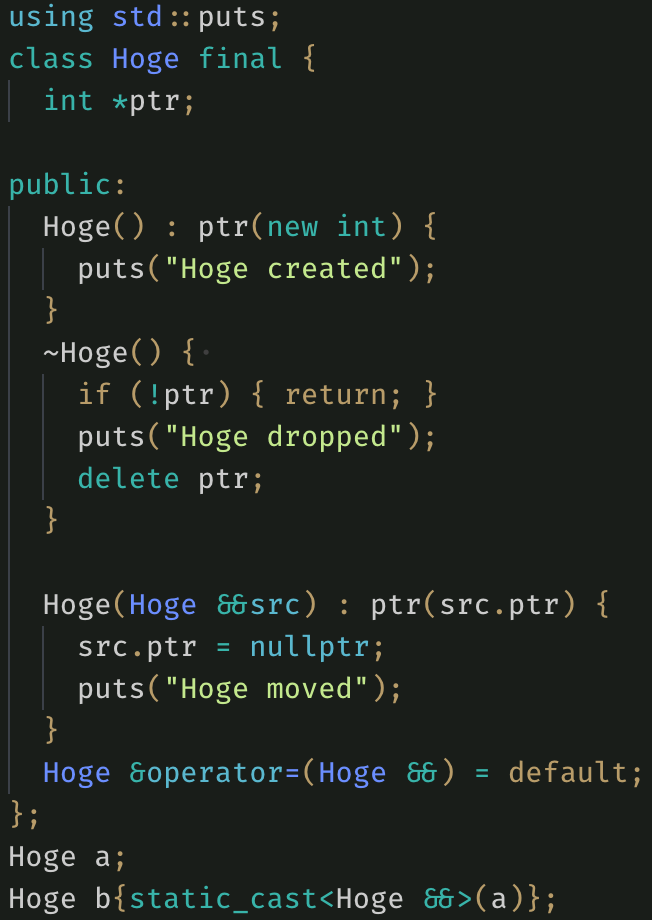 using std::puts;
class Hoge final {
  int *ptr;

public:
  Hoge() : ptr(new int) {
    puts("Hoge created");
  }
  ~Hoge() {
    if (!ptr) { return; }
    puts("Hoge dropped");
    delete ptr;
  }

  Hoge(Hoge &&src) : ptr(src.ptr) {
    src.ptr = nullptr;
    puts("Hoge moved");
  }
  Hoge &operator=(Hoge &&) = default;
};
Hoge a;
Hoge b{static_cast<Hoge &&>(a)};